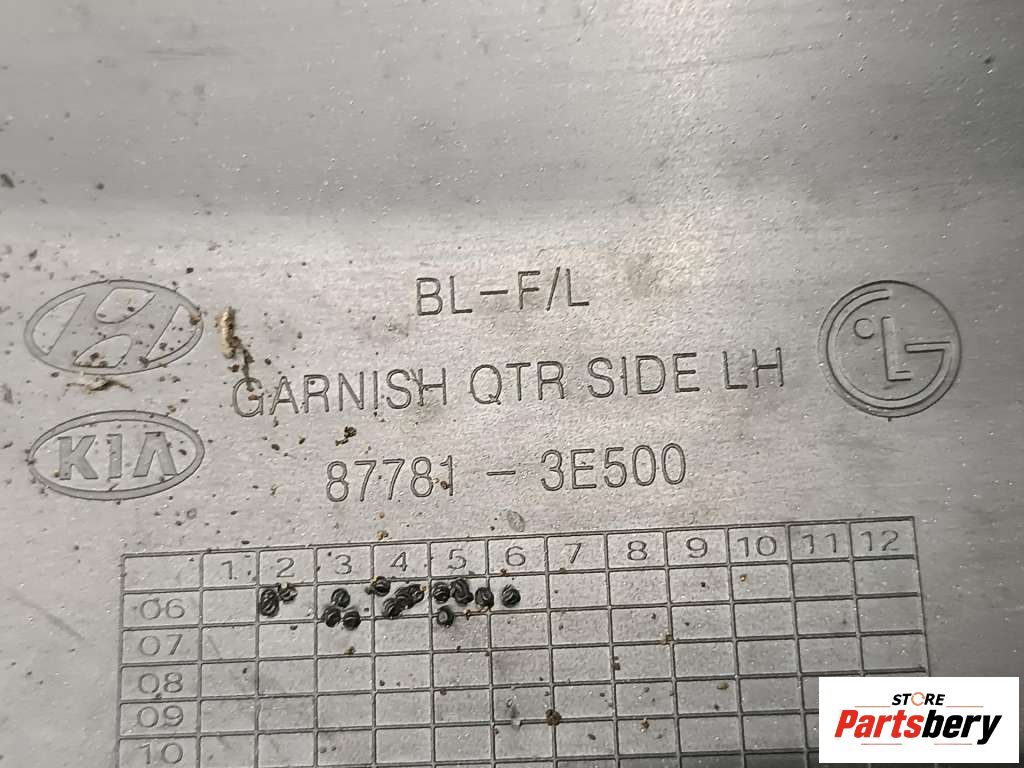 BL-F/L
GARNISH QTR SIDE LH
KIA
87781 - 3E500
LG
1 2 3 4 5 6 7 8 9 10 11 12
06
07
08
09
10
STORE
Partsbery